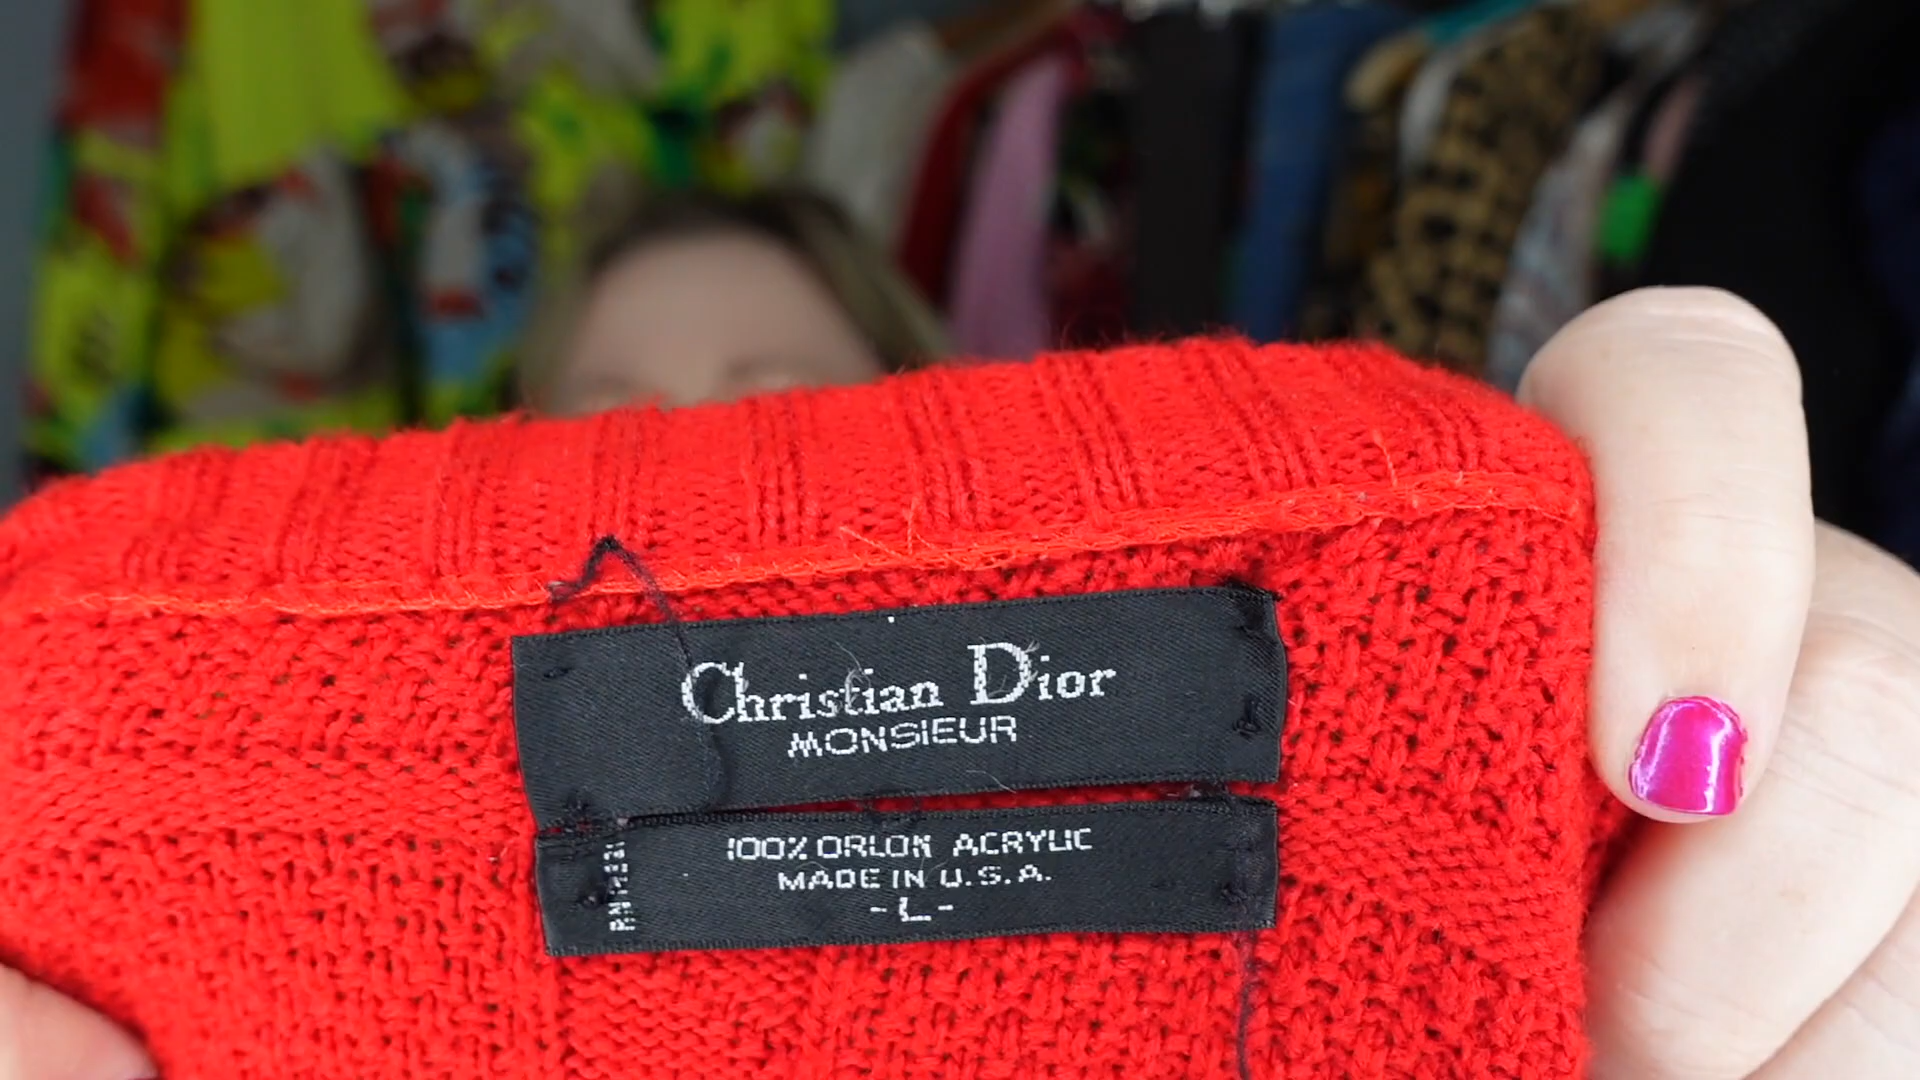 Christian Dior
MONSIEUR
100% ORLON ACRYLIC
MADE IN U.S.A.
-L-